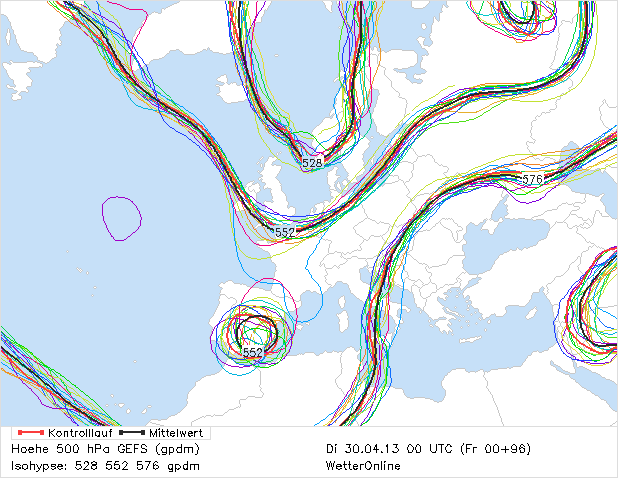 528
576
552
552
Kontrolllauf Mittelwert
Hoehe 500 hPa GEFS (gpdm)
Isohypse: 528 552 576 gpdm
Di 30.04.13 00 UTC (Fr 00+96)
WetterOnline